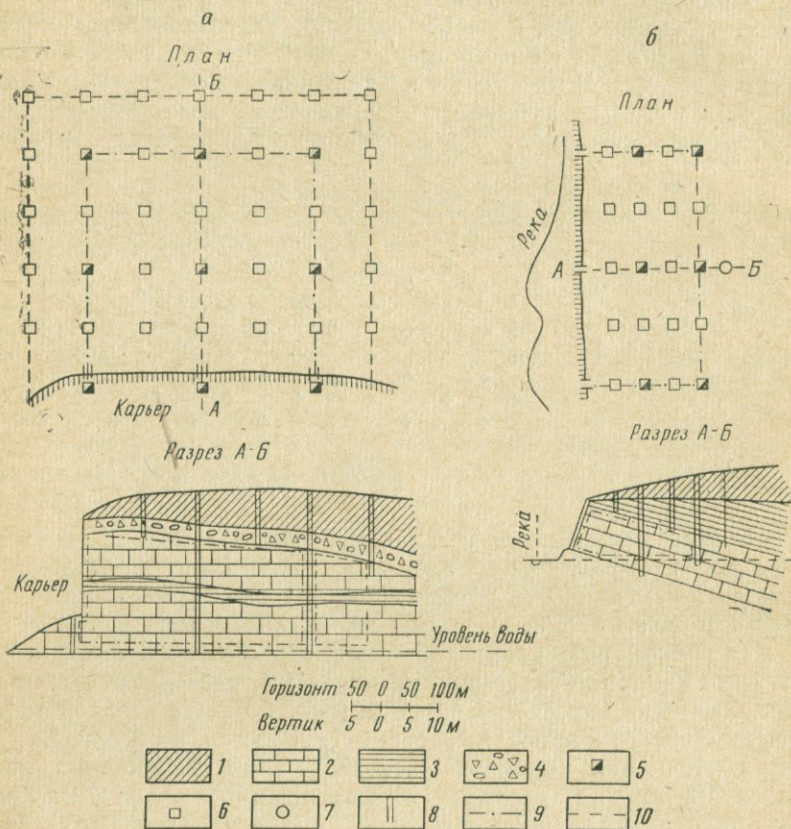 а
План
Б
Карьер А
Разрез А-Б
Карьер
Уровень воды
б
План
Река
А
Б
Разрез А-Б
Река
Горизонт 50 0 50 100м
Вертик 5 0 5 10м
1 2 3 4 5
6 7 8 9 10